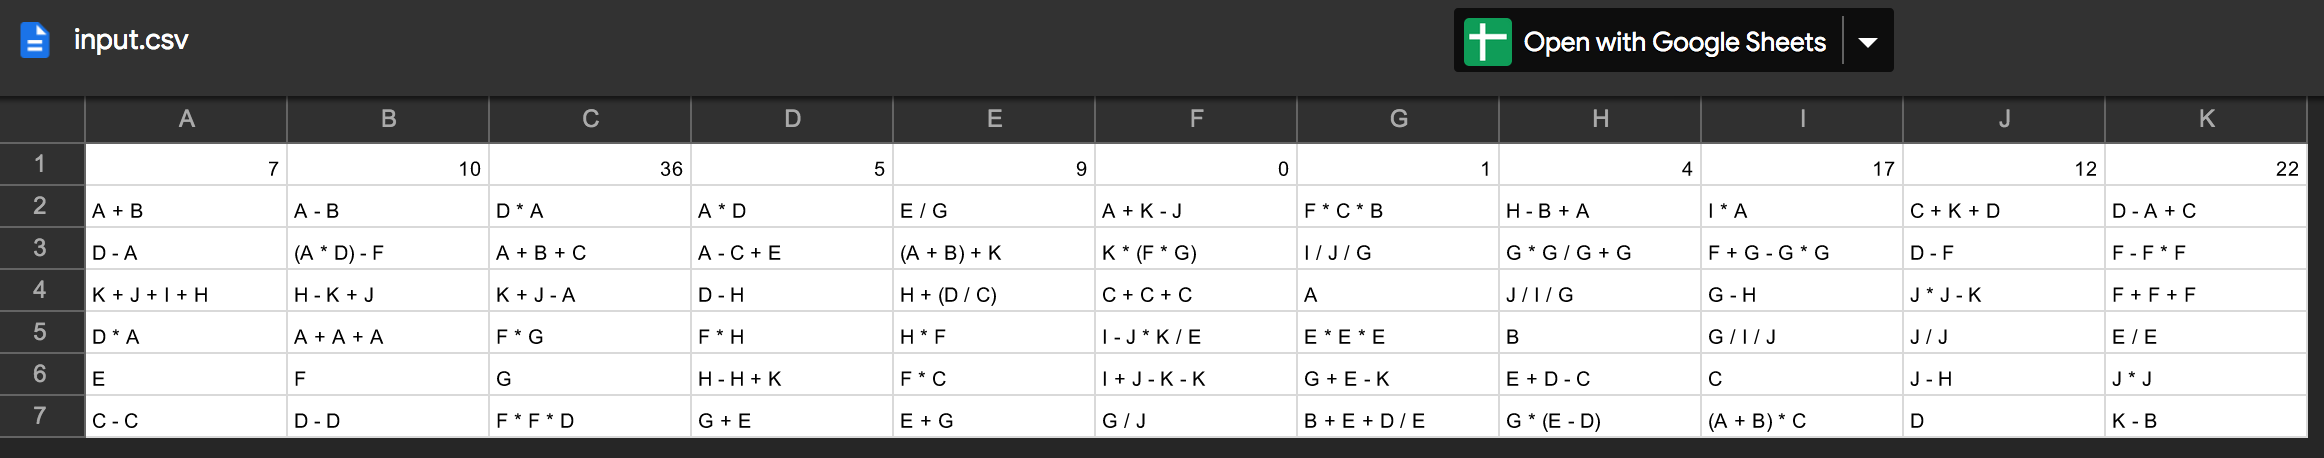 input.csv Open with Google Sheets
A B C D E F G H I J K
1 7 10 36 5 9 0 1 4 17 12 22
2 A + B A - B D * A A * D E / G A + K - J F * C * B H - B + A I * A C + K + D D - A + C
3 D - A (A * D) - F A + B + C A - C + E (A + B) + K K * (F * G) I / J / G G * G / G + G F + G - G * G D - F F - F * F
4 K + J + I + H H - K + J K + J - A D - H H + (D / C) C + C + C A J / I / G G - H J * J - K F + F + F
5 D * A A + A + A F * G F * H H * F I - J * K / E E * E * E B G / I / J J / J E / E
6 E F G H - H + K F * C I + J - K - K G + E - K E + D - C C J - H J * J
7 C - C D - D F * F * D G + E E + G G / J B + E + D / E G * (E - D) (A + B) * C D K - B